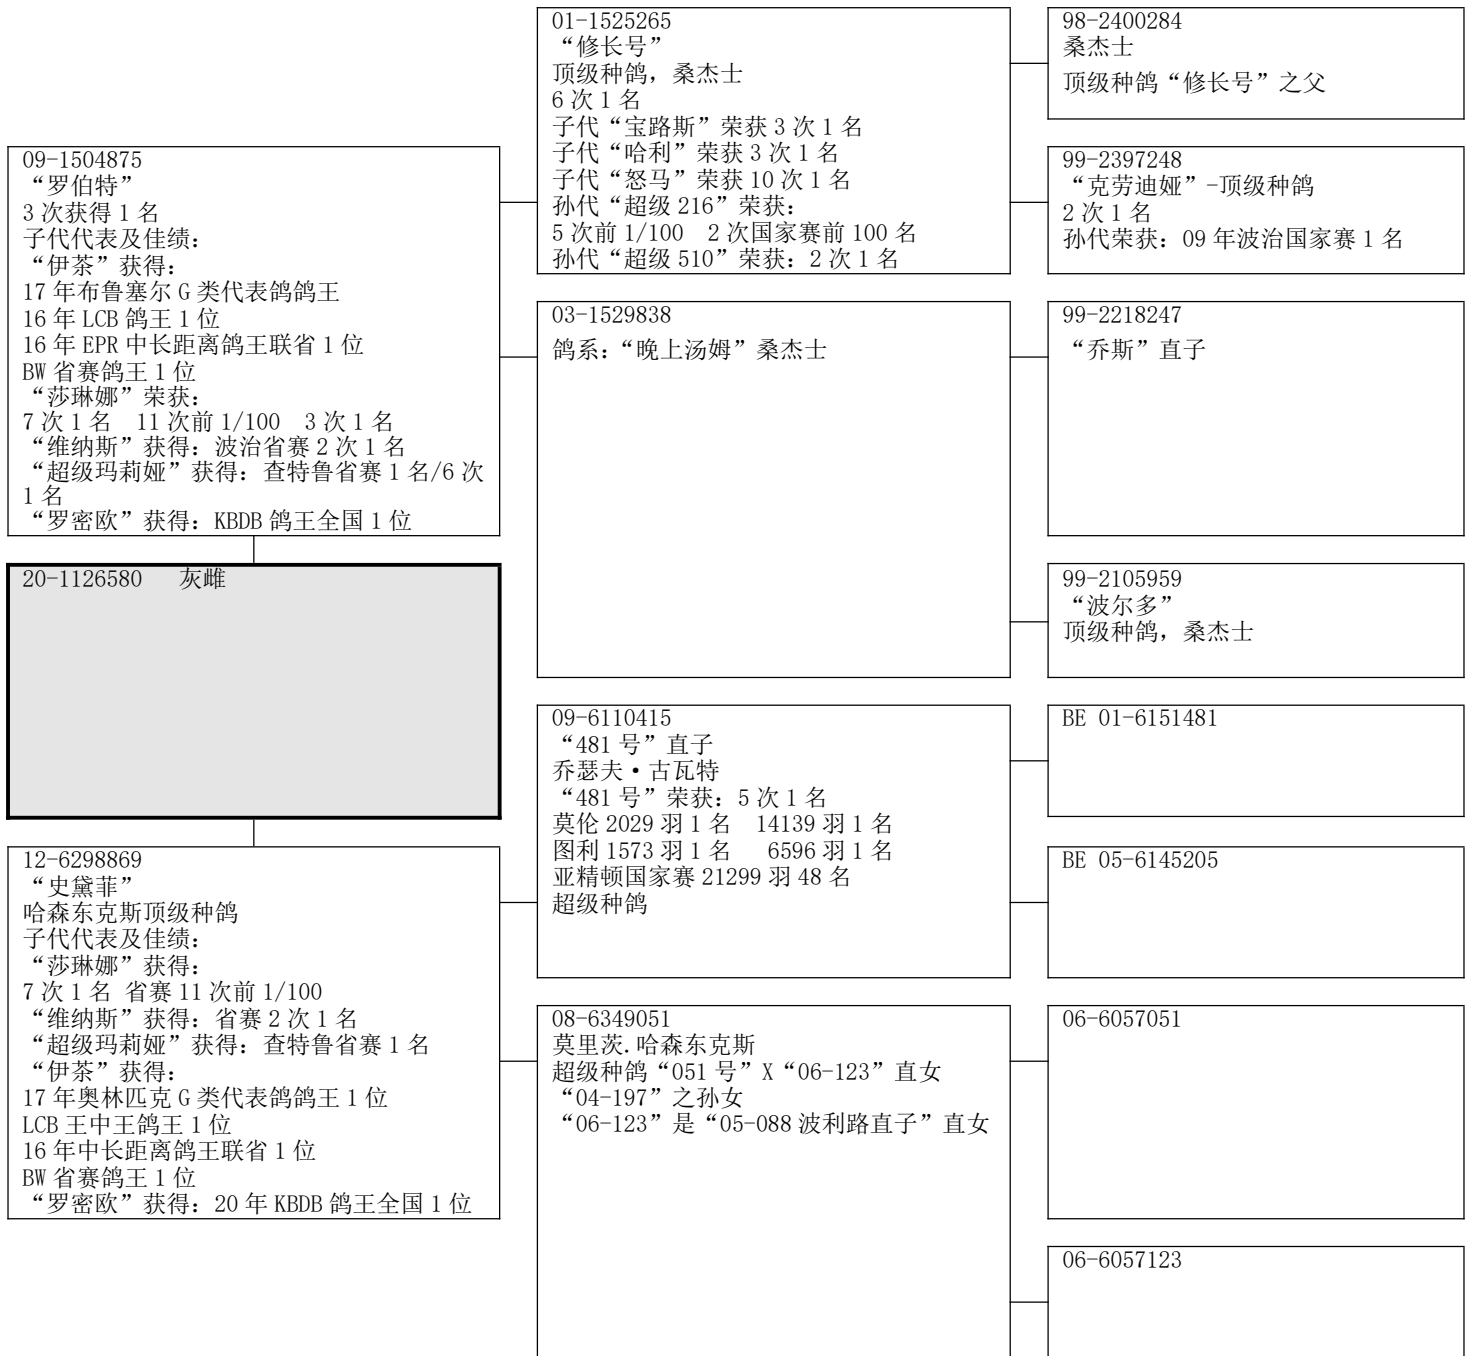 01-1525265
“修长号”
顶级种鸽，桑杰士
6 次 1 名
子代“宝路斯”荣获 3 次 1 名
子代“哈利”荣获 3 次 1 名
子代“怒马”荣获 10 次 1 名
孙代“超级 216”荣获：
5 次前 1/100 2 次国家赛前 100 名
孙代“超级 510”荣获：2 次 1 名
98-2400284
桑杰士
顶级种鸽“修长号”之父
99-2397248
“克劳迪娅”-顶级种鸽
2 次 1 名
孙代荣获：09 年波治国家赛 1 名
09-1504875
“罗伯特”
3 次获得 1 名
子代代表及佳绩：
“伊茶”获得：
17 年布鲁塞尔 G 类代表鸽鸽王
16 年 LCB 鸽王 1 位
16 年 EPR 中长距离鸽王联省 1 位
BW 省赛鸽王 1 位
“莎琳娜”荣获：
7 次 1 名 11 次前 1/100 3 次 1 名
“维纳斯”获得：波治省赛 2 次 1 名
“超级玛莉娅”获得：查特鲁省赛 1 名/6 次
1 名
“罗密欧”获得：KBDB 鸽王全国 1 位
03-1529838
鸽系：“晚上汤姆”桑杰士
99-2218247
“乔斯”直子
20-1126580 灰雌
99-2105959
“波尔多”
顶级种鸽，桑杰士
09-6110415
“481 号”直子
乔瑟夫•古瓦特
“481 号”荣获：5 次 1 名
莫伦 2029 羽 1 名 14139 羽 1 名
图利 1573 羽 1 名 6596 羽 1 名
亚精顿国家赛 21299 羽 48 名
超级种鸽
BE 01-6151481
BE 05-6145205
12-6298869
“史黛菲”
哈森东克斯顶级种鸽
子代代表及佳绩：
“莎琳娜”获得：
7 次 1 名 省赛 11 次前 1/100
“维纳斯”获得：省赛 2 次 1 名
“超级玛莉娅”获得：查特鲁省赛 1 名
“伊茶”获得：
17 年奥林匹克 G 类代表鸽鸽王 1 位
LCB 王中王鸽王 1 位
16 年中长距离鸽王联省 1 位
BW 省赛鸽王 1 位
“罗密欧”获得：20 年 KBDB 鸽王全国 1 位
08-6349051
莫里茨.哈森东克斯
超级种鸽“051 号”X“06-123”直女
“04-197”之孙女
“06-123”是“05-088 波利路直子”直女
06-6057051
06-6057123